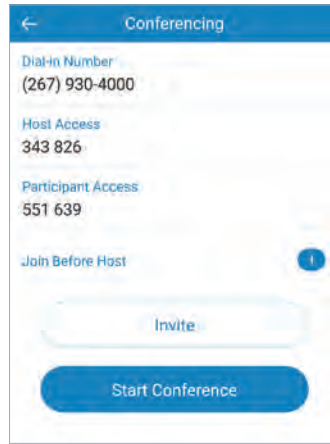 Conferencing
Dial-in Number
(267) 930-4000
Host Access
343 826
Participant Access
551 639
Join Before Host
Invite
Start Conference